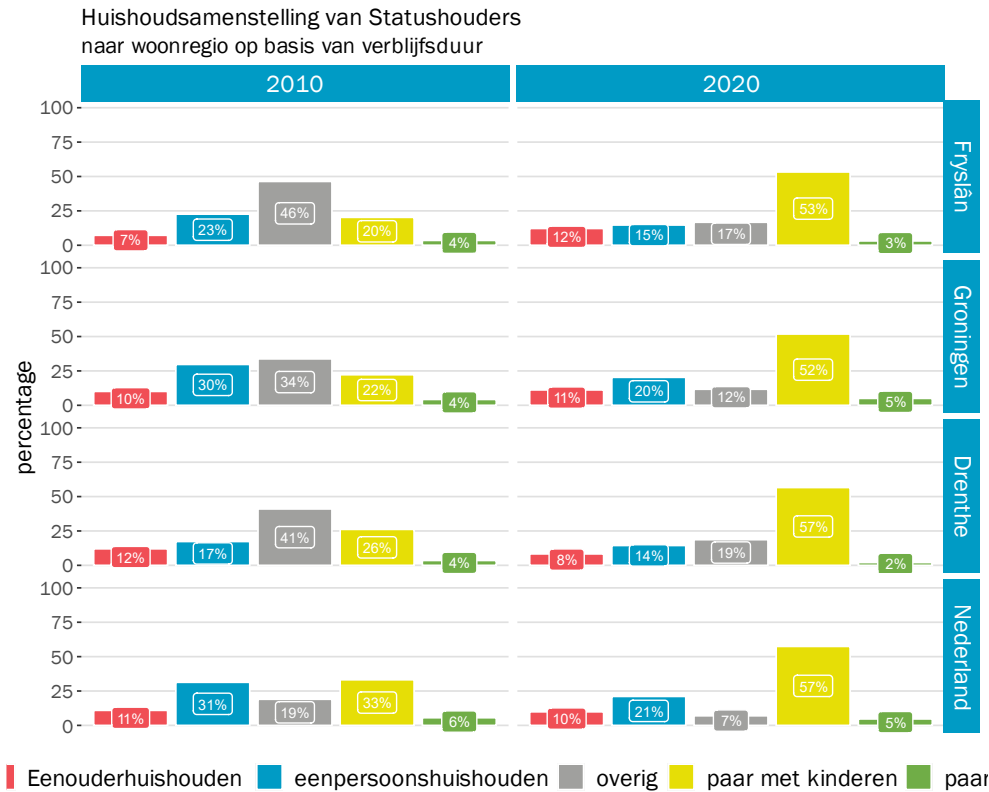 Huishoudsamenstelling van Statushouders
naar woonregio op basis van verblijfsduur
2010 2020
percentage
100
75
50
25
0
7% 23% 46% 20% 4%
12% 15% 17% 53% 3%
Fryslân
100
75
50
25
0
10% 30% 34% 22% 4%
11% 20% 12% 52% 5%
Groningen
100
75
50
25
0
12% 17% 41% 26% 4%
8% 14% 19% 57% 2%
Drenthe
100
75
50
25
0
11% 31% 19% 33% 6%
10% 21% 7% 57% 5%
Nederland
Eenouderhuishouden eenpersoonshuishouden overig paar met kinderen paar